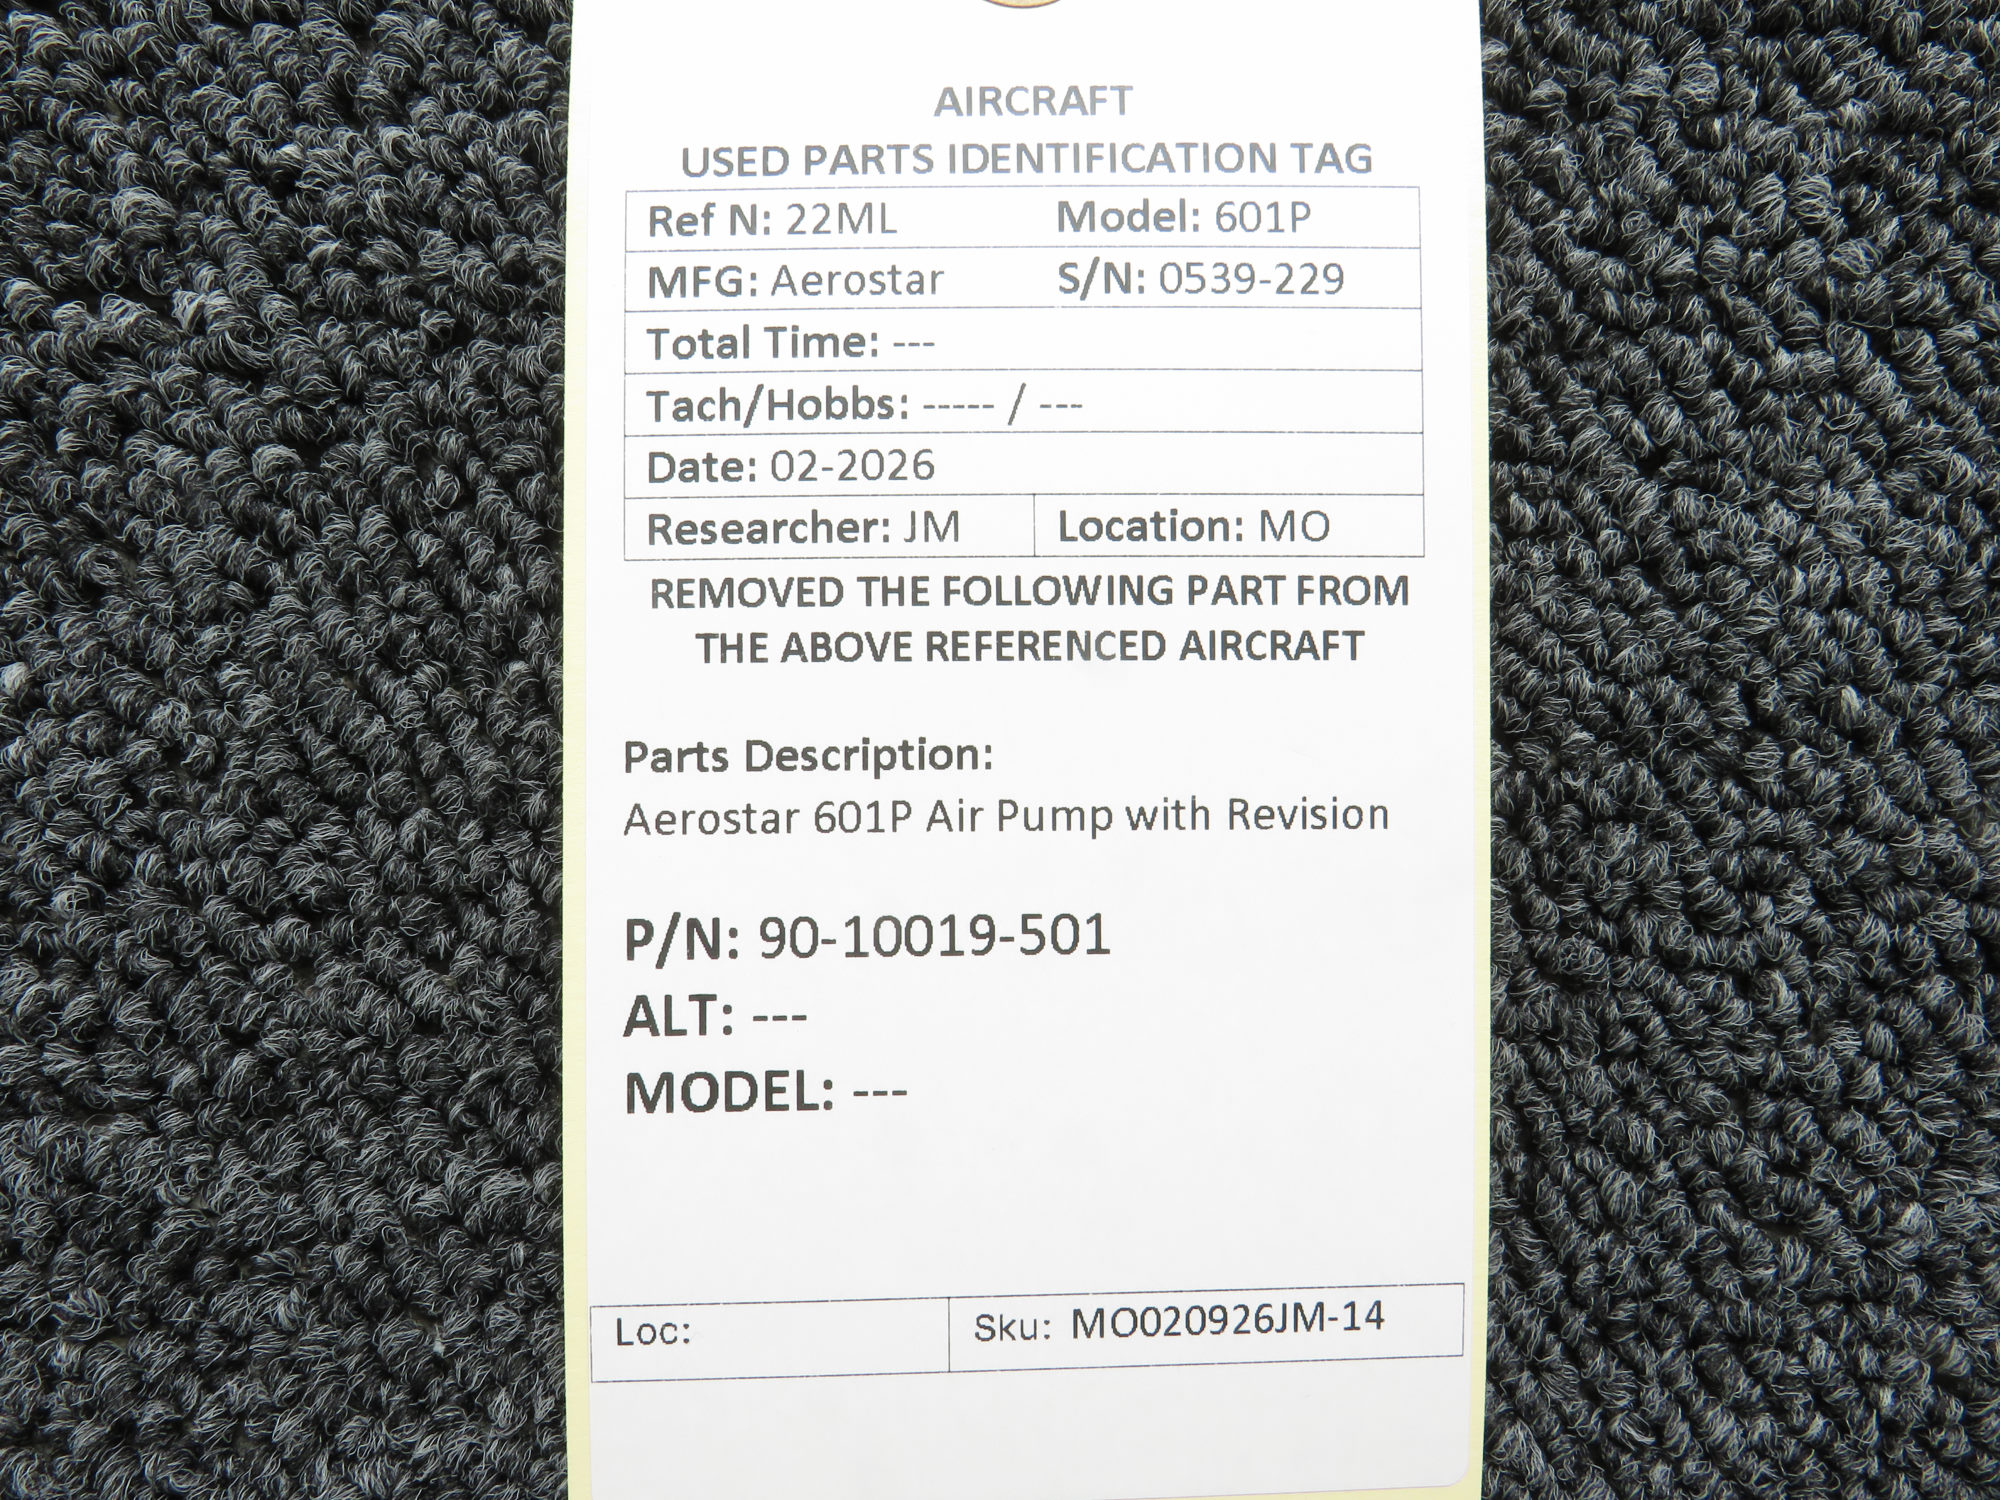 AIRCRAFT
USED PARTS IDENTIFICATION TAG
Ref N: 22ML Model: 601P
MFG: Aerostar S/N: 0539-229
Total Time: ---
Tach/Hobbs: ----- / ---
Date: 02-2026
Researcher: JM Location: MO
REMOVED THE FOLLOWING PART FROM
THE ABOVE REFERENCED AIRCRAFT
Parts Description:
Aerostar 601P Air Pump with Revision
P/N: 90-10019-501
ALT: ---
MODEL: ---
Loc: Sku: MO020926JM-14